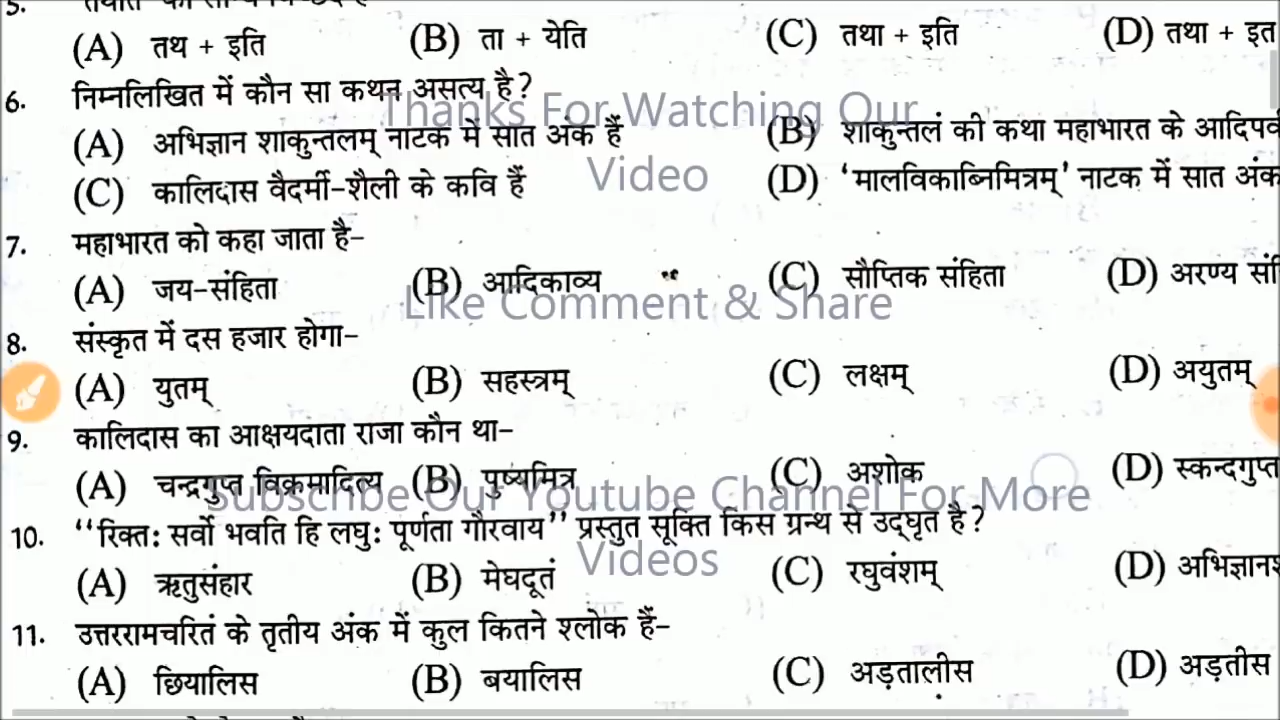 5.
(A) तथ + इति (B) ता + येति (C) तथा + इति (D) तथा + इत
6. निम्नलिखित में कौन सा कथन असत्य है?
(A) अभिज्ञान शाकुन्तलम् नाटक में सात अंक हैं (B) शाकुन्तलं की कथा महाभारत के आदिपर्व
(C) कालिदास वैदर्मी-शैली के कवि हैं (D) ‘मालविकाग्निमित्रम्’ नाटक में सात अंक
7. महाभारत को कहा जाता है-
(A) जय-संहिता (B) आदिकाव्य (C) सौप्तिक संहिता (D) अरण्य सं
8. संस्कृत में दस हजार होगा-
(A) युतम् (B) सहस्त्रम् (C) लक्षम् (D) अयुतम्
9. कालिदास का आक्षयदाता राजा कौन था-
(A) चन्द्रगुप्त विक्रमादित्य (B) पुष्यमित्र (C) अशोक (D) स्कन्दगुप्त
10. ‘‘रिक्तः सर्वो भवति हि लघुः पूर्णता गौरवाय’’ प्रस्तुत सूक्ति किस ग्रन्थ से उद्घृत है?
(A) ऋतुसंहार (B) मेघदूतं (C) रघुवंशम् (D) अभिज्ञान
11. उत्तररामचरितं के तृतीय अंक में कुल कितने श्लोक हैं-
(A) छियालिस (B) बयालिस (C) अड़तालीस (D) अड़तीस
Thanks For Watching Our
Video
Like Comment & Share
Subscribe Our Youtube Channel For More
Videos